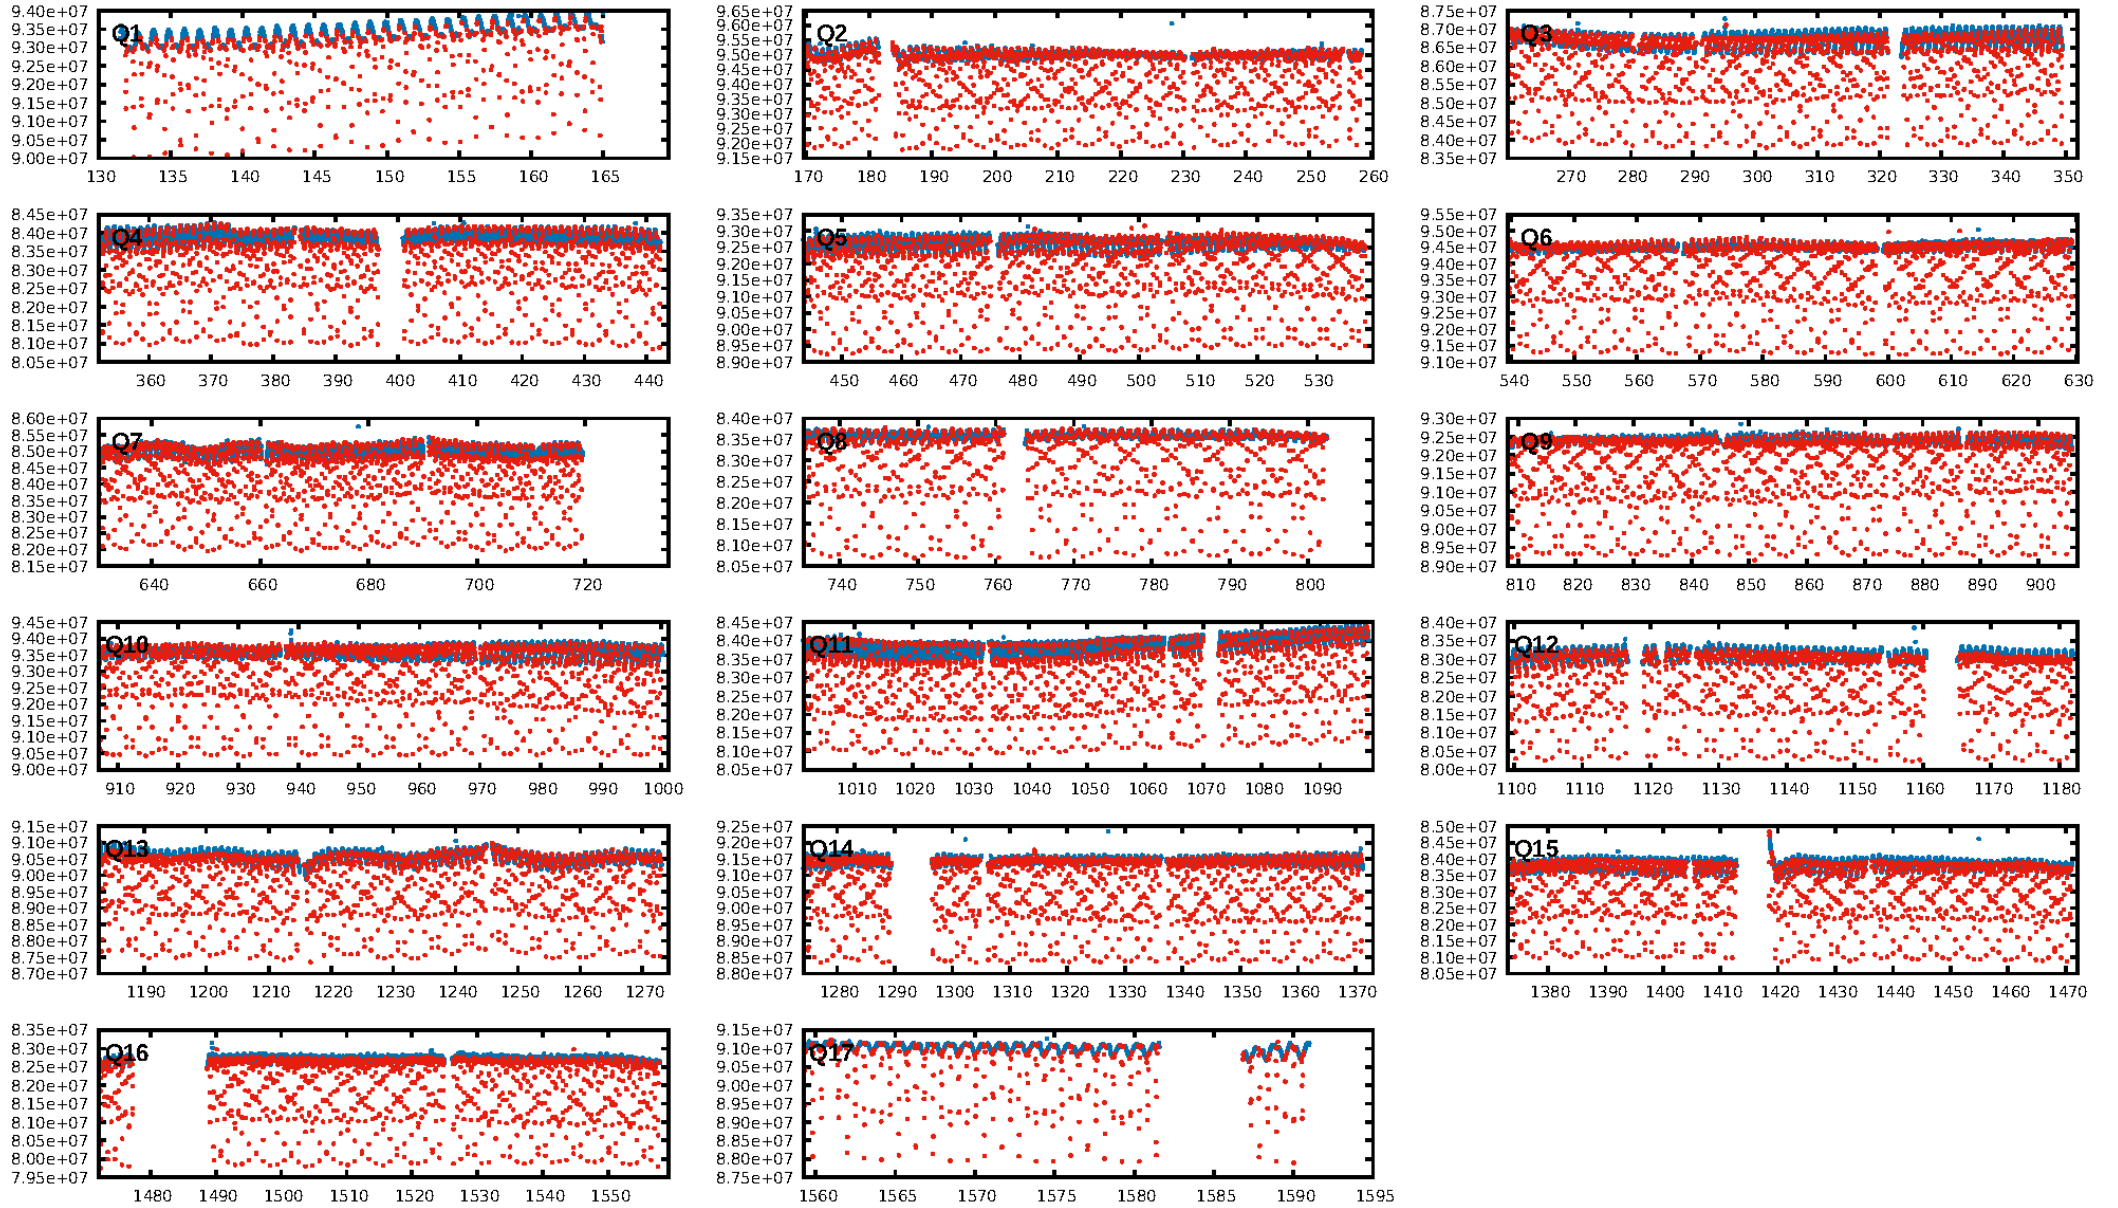 9.40e+07 9.35e+07 9.30e+07 9.25e+07 9.20e+07 9.15e+07 9.10e+07 9.05e+07 9.00e+07
Q1
130 135 140 145 150 155 160 165
9.65e+07 9.60e+07 9.55e+07 9.50e+07 9.45e+07 9.40e+07 9.35e+07 9.30e+07 9.25e+07 9.20e+07 9.15e+07
Q2
170 180 190 200 210 220 230 240 250 260
8.75e+07 8.70e+07 8.65e+07 8.60e+07 8.55e+07 8.50e+07 8.45e+07 8.40e+07 8.35e+07
Q3
270 280 290 300 310 320 330 340 350
8.45e+07 8.40e+07 8.35e+07 8.30e+07 8.25e+07 8.20e+07 8.15e+07 8.10e+07 8.05e+07
Q4
360 370 380 390 400 410 420 430 440
9.35e+07 9.30e+07 9.25e+07 9.20e+07 9.15e+07 9.10e+07 9.05e+07 9.00e+07 8.95e+07 8.90e+07
Q5
450 460 470 480 490 500 510 520 530
9.55e+07 9.50e+07 9.45e+07 9.40e+07 9.35e+07 9.30e+07 9.25e+07 9.20e+07 9.15e+07 9.10e+07
Q6
540 550 560 570 580 590 600 610 620 630
8.60e+07 8.55e+07 8.50e+07 8.45e+07 8.40e+07 8.35e+07 8.30e+07 8.25e+07 8.20e+07 8.15e+07
Q7
640 660 680 700 720
8.40e+07 8.35e+07 8.30e+07 8.25e+07 8.20e+07 8.15e+07 8.10e+07 8.05e+07
Q8
740 750 760 770 780 790 800
9.30e+07 9.25e+07 9.20e+07 9.15e+07 9.10e+07 9.05e+07 9.00e+07 8.95e+07 8.90e+07
Q9
810 820 830 840 850 860 870 880 890 900
9.45e+07 9.40e+07 9.35e+07 9.30e+07 9.25e+07 9.20e+07 9.15e+07 9.10e+07 9.05e+07 9.00e+07
Q10
910 920 930 940 950 960 970 980 990 1000
8.45e+07 8.40e+07 8.35e+07 8.30e+07 8.25e+07 8.20e+07 8.15e+07 8.10e+07 8.05e+07
Q11
1010 1020 1030 1040 1050 1060 1070 1080 1090
8.40e+07 8.35e+07 8.30e+07 8.25e+07 8.20e+07 8.15e+07 8.10e+07 8.05e+07 8.00e+07
Q12
1100 1110 1120 1130 1140 1150 1160 1170 1180
9.15e+07 9.10e+07 9.05e+07 9.00e+07 8.95e+07 8.90e+07 8.85e+07 8.80e+07 8.75e+07 8.70e+07
Q13
1190 1200 1210 1220 1230 1240 1250 1260 1270
9.25e+07 9.20e+07 9.15e+07 9.10e+07 9.05e+07 9.00e+07 8.95e+07 8.90e+07 8.85e+07 8.80e+07
Q14
1280 1290 1300 1310 1320 1330 1340 1350 1360 1370
8.50e+07 8.45e+07 8.40e+07 8.35e+07 8.30e+07 8.25e+07 8.20e+07 8.15e+07 8.10e+07 8.05e+07
Q15
1380 1390 1400 1410 1420 1430 1440 1450 1460 1470
8.35e+07 8.30e+07 8.25e+07 8.20e+07 8.15e+07 8.10e+07 8.05e+07 8.00e+07 7.95e+07
Q16
1480 1490 1500 1510 1520 1530 1540 1550
9.15e+07 9.10e+07 9.05e+07 9.00e+07 8.95e+07 8.90e+07 8.85e+07 8.80e+07 8.75e+07
Q17
1560 1565 1570 1575 1580 1585 1590 1595